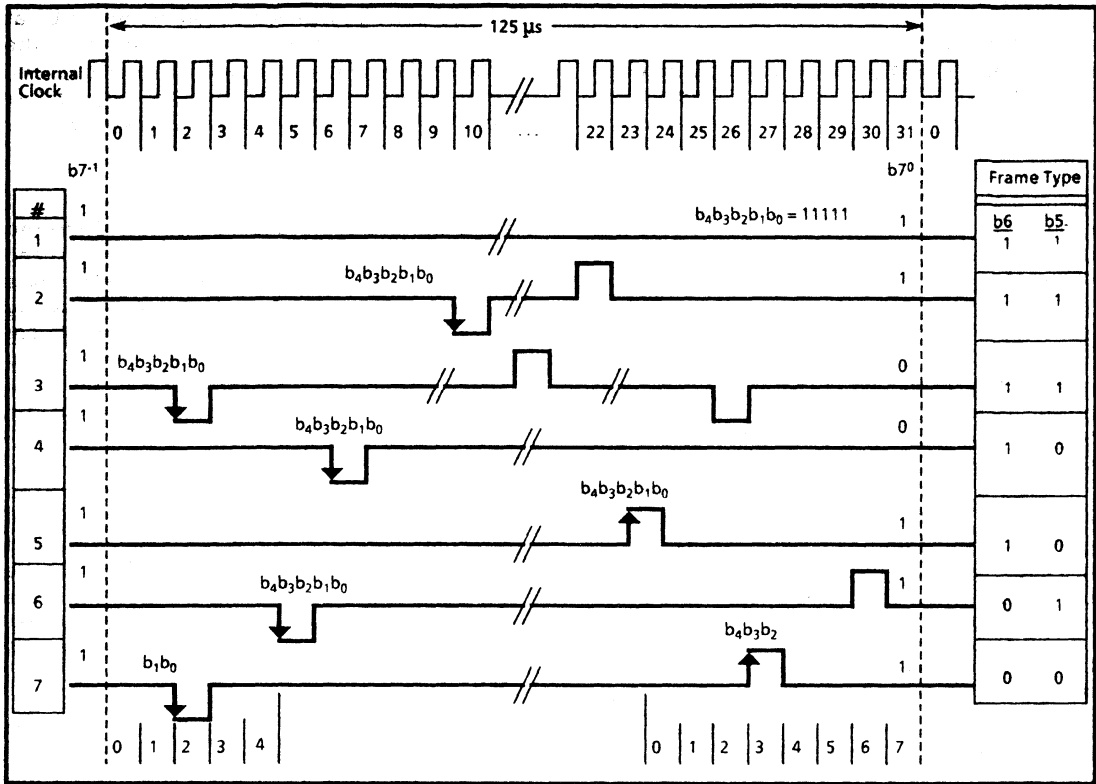 125 µs
Internal
Clock
0 1 2 3 4 5 6 7 8 9 10 ... 22 23 24 25 26 27 28 29 30 31 0
b7⁻¹ b7⁰ Frame Type
# 1 b₄b₃b₂b₁b₀ = 11111 1 b6 b5
1 1 1
1 b₄b₃b₂b₁b₀ 1
2 1 1
1 b₄b₃b₂b₁b₀ 0
3 1 1
1 b₄b₃b₂b₁b₀ 0
4 1 0
1 b₄b₃b₂b₁b₀ 1
5 1 0
1 b₄b₃b₂b₁b₀ 1
6 0 1
1 b₁b₀ b₄b₃b₂ 1
7 0 0
0 1 2 3 4 0 1 2 3 4 5 6 7